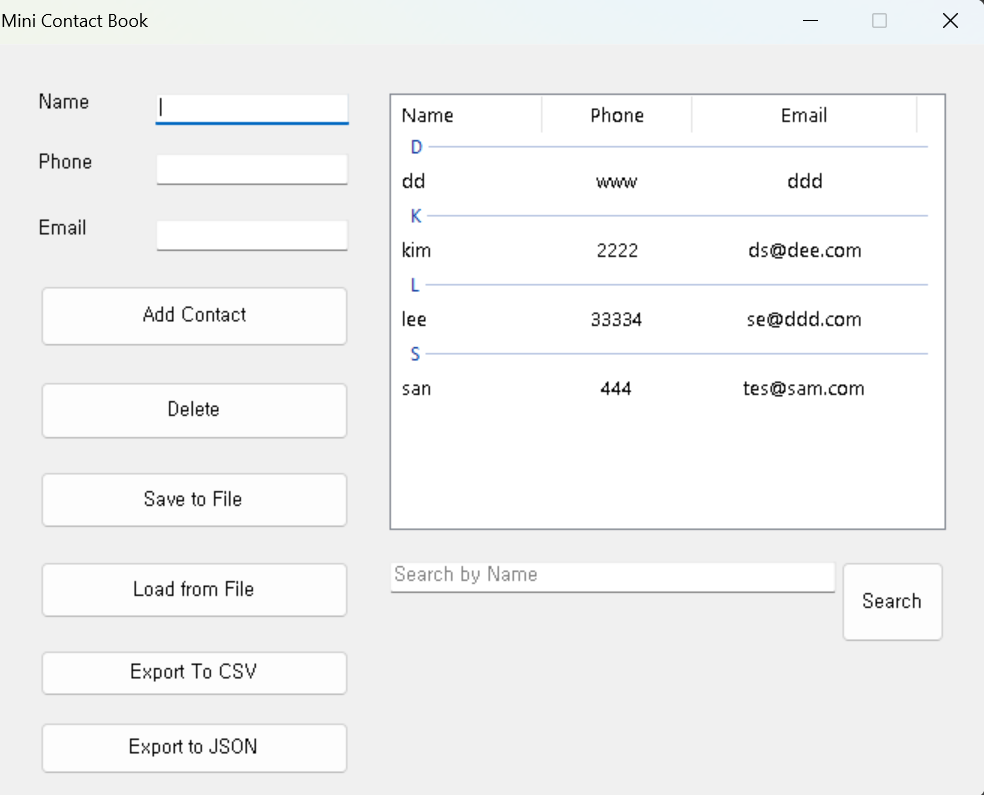 Mini Contact Book
Name
Phone
Email
Add Contact
Delete
Save to File
Load from File
Export To CSV
Export to JSON
Name Phone Email
D
dd www ddd
K
kim 2222 ds@dee.com
L
lee 33334 se@ddd.com
S
san 444 tes@sam.com
Search by Name
Search